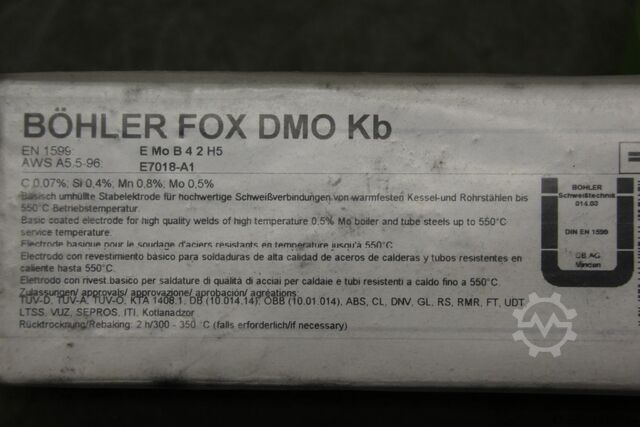 BÖHLER FOX DMO Kb
EN 1599: E Mo B 4 2 H5
AWS A5.5-96: E7018-A1
C 0.07%; Si 0,4%; Mn 0,8%; Mo 0,5%
Basisch umhüllte Stabelektrode für hochwertige Schweißverbindungen von warmfesten Kessel-und Rohrstählen bis
550°C Betriebstemperatur.
Basic coated electrode for high quality welds of high temperature 0.5% Mo boiler and tube steels up to 550°C
service temperature.
Electrode basique pour le soudage d'aciers resistants en temperature jusqu'à 550°C.
Electrodo con revestimiento básico para soldaduras de alta calidad de aceros de calderas y tubos resistentes en
caliente hasta 550°C.
Elettrodo con rivest.basico per saldature di qualità di acciai per caldaie e tubi resistenti a caldo fino a 550°C.
Zulassungen/ approvals/ approvazione/ aprobación/ agréations:
TÜV-D, TÜV-A, TÜV-O, KTA 1408.1, DB (10.014.14), ÖBB (10.01.014), ABS, CL, DNV, GL, RS, RMR, FT, UDT
LTSS, VUZ, SEPROS, ITI, Kotlanadzor
Rücktrocknung/Rebaking: 2 h/300 - 350 °C (falls erforderlich/if necessary)
BÖHLER
Schweißtechnik
014.03
DIN EN 1599
DB AG
Minden